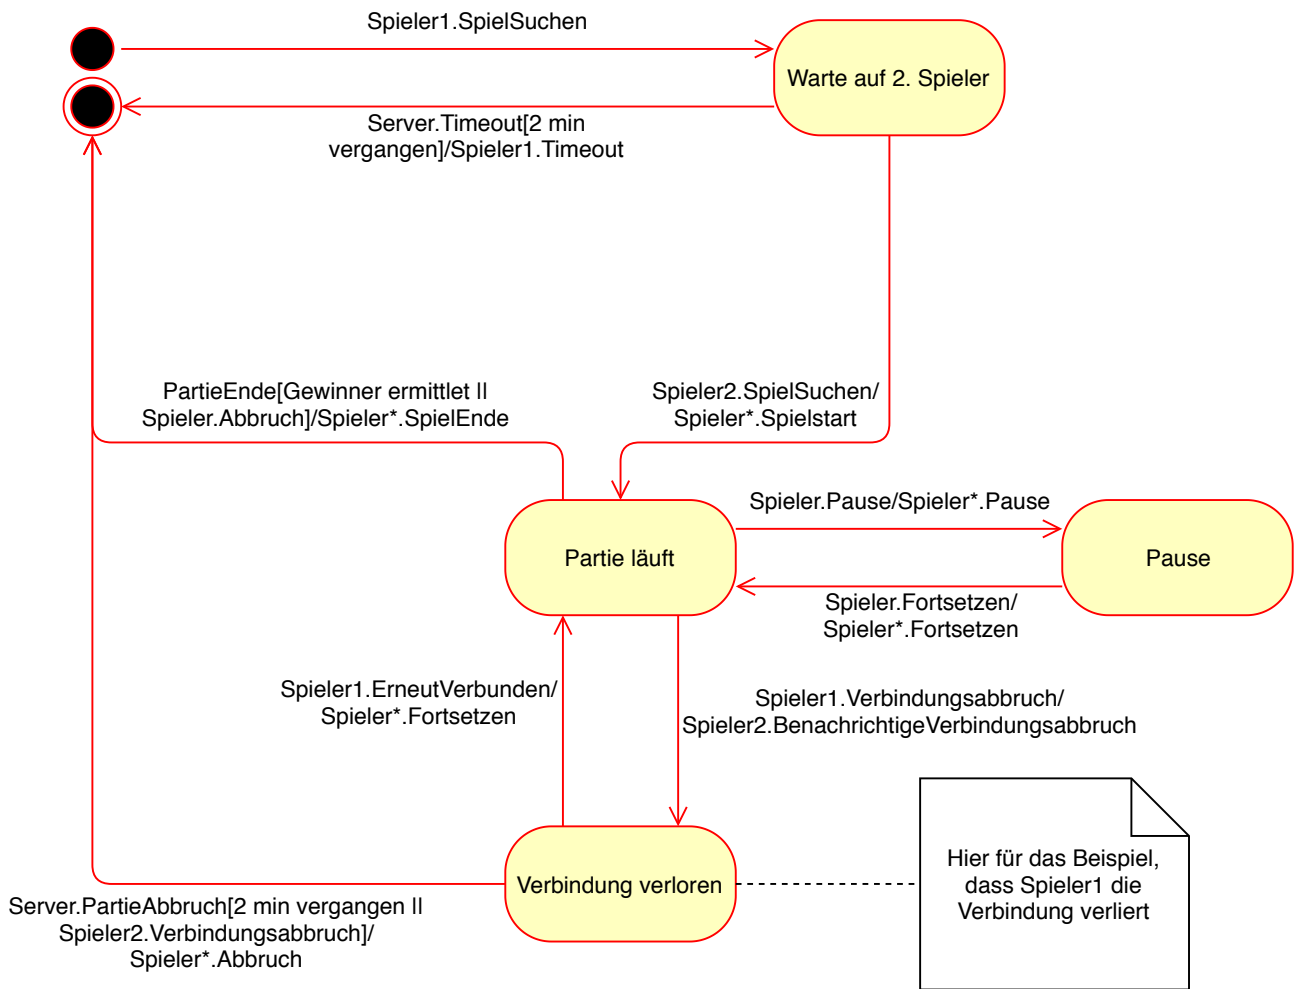 Spieler1.SpielSuchen
Warte auf 2. Spieler
Server.Timeout[2 min
vergangen]/Spieler1.Timeout
PartieEnde[Gewinner ermittlet ||
Spieler.Abbruch]/Spieler*.SpielEnde
Spieler2.SpielSuchen/
Spieler*.Spielstart
Spieler.Pause/Spieler*.Pause
Partie läuft
Pause
Spieler.Fortsetzen/
Spieler*.Fortsetzen
Spieler1.ErneutVerbunden/
Spieler*.Fortsetzen
Spieler1.Verbindungsabbruch/
Spieler2.BenachrichtigeVerbindungsabbruch
Verbindung verloren
Hier für das Beispiel,
dass Spieler1 die
Verbindung verliert
Server.PartieAbbruch[2 min vergangen ||
Spieler2.Verbindungsabbruch]/
Spieler*.Abbruch